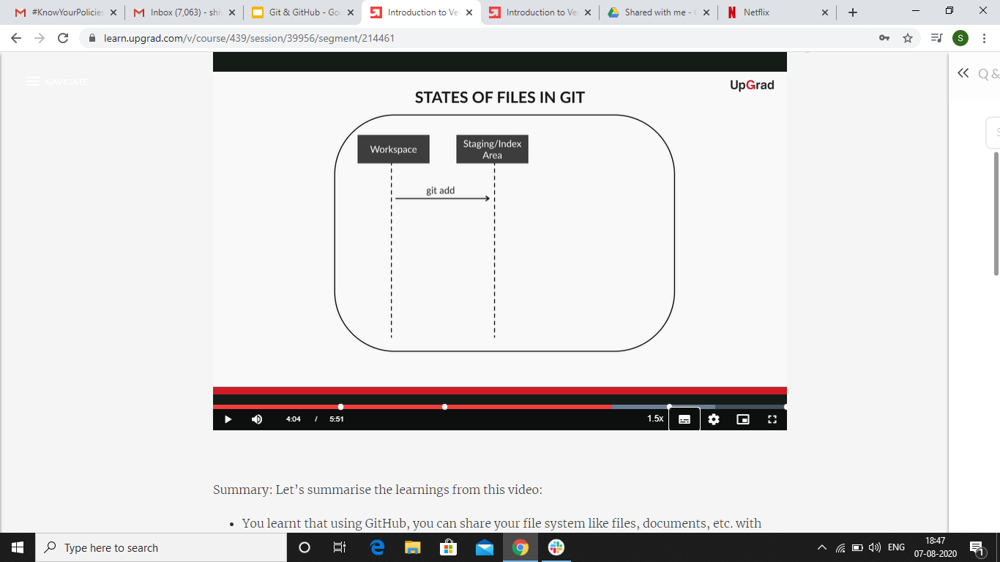 #KnowYourPolicies
Inbox (7,063) - shi
Git & GitHub - Go
Introduction to Ve
Introduction to Ve
Shared with me -
Netflix
learn.upgrad.com/v/course/439/session/39956/segment/214461
S
NAVIGATE
Q &
UpGrad
STATES OF FILES IN GIT
Workspace
Staging/Index
Area
git add
4:04 / 5:51
1.5x
Summary: Let’s summarise the learnings from this video:
• You learnt that using GitHub, you can share your file system like files, documents, etc. with
Type here to search
ENG
18:47
07-08-2020
1